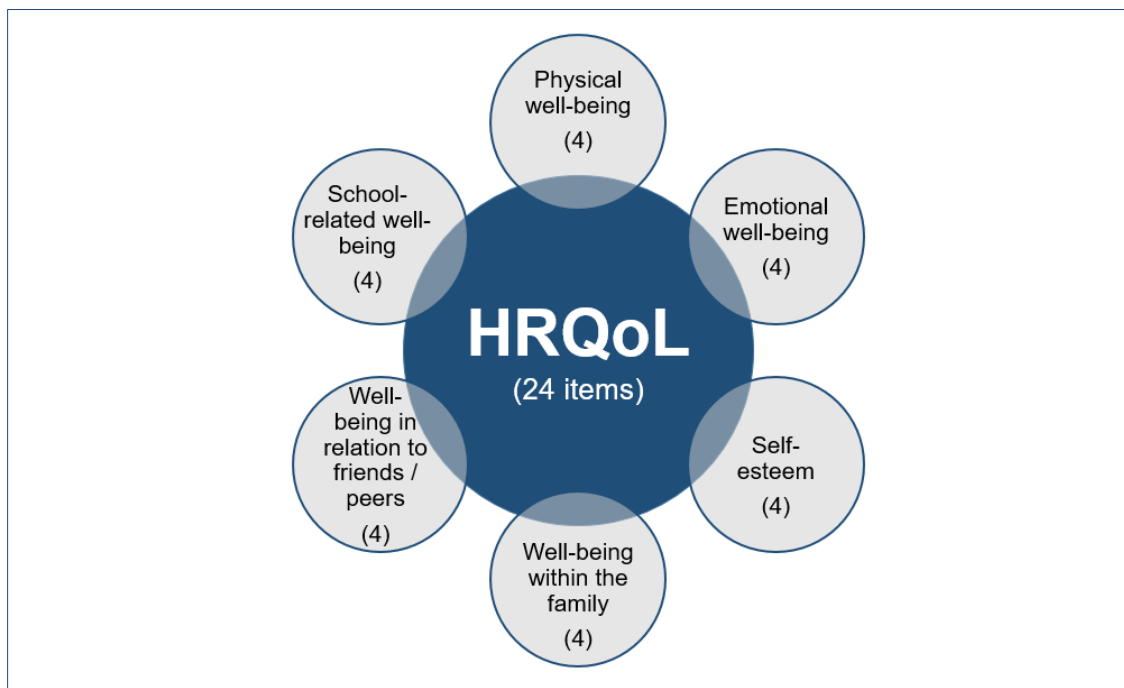 Physical
well-being
(4)
School-
related well-
being
(4)
Emotional
well-being
(4)
HRQoL
(24 items)
Well-
being in
relation to
friends /
peers
(4)
Self-
esteem
(4)
Well-being
within the
family
(4)